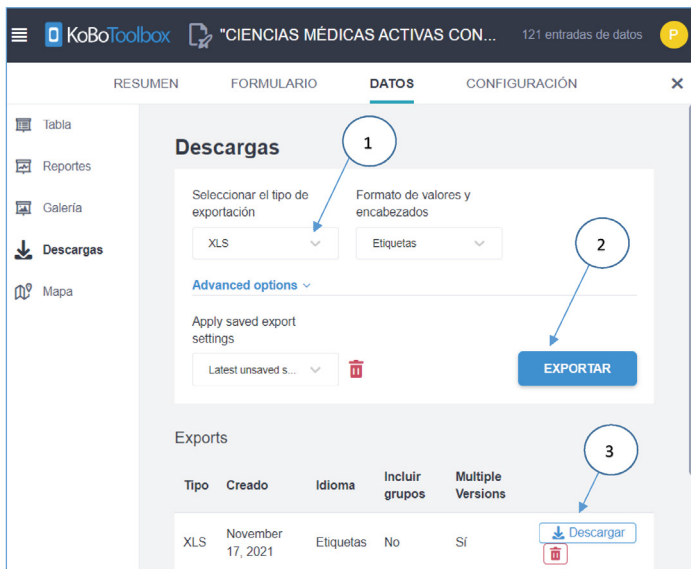 KoBoToolbox "CIENCIAS MÉDICAS ACTIVAS CON... 121 entradas de datos P
RESUMEN FORMULARIO DATOS CONFIGURACIÓN
Tabla
Reportes
Galería
Descargas
Mapa
Descargas
1
Seleccionar el tipo de
exportación
Formato de valores y
encabezados
XLS
Etiquetas
2
Advanced options
Apply saved export
settings
Latest unsaved s...
EXPORTAR
Exports
3
Tipo Creado Idioma Incluir grupos Multiple Versions
XLS November 17, 2021 Etiquetas No Sí Descargar